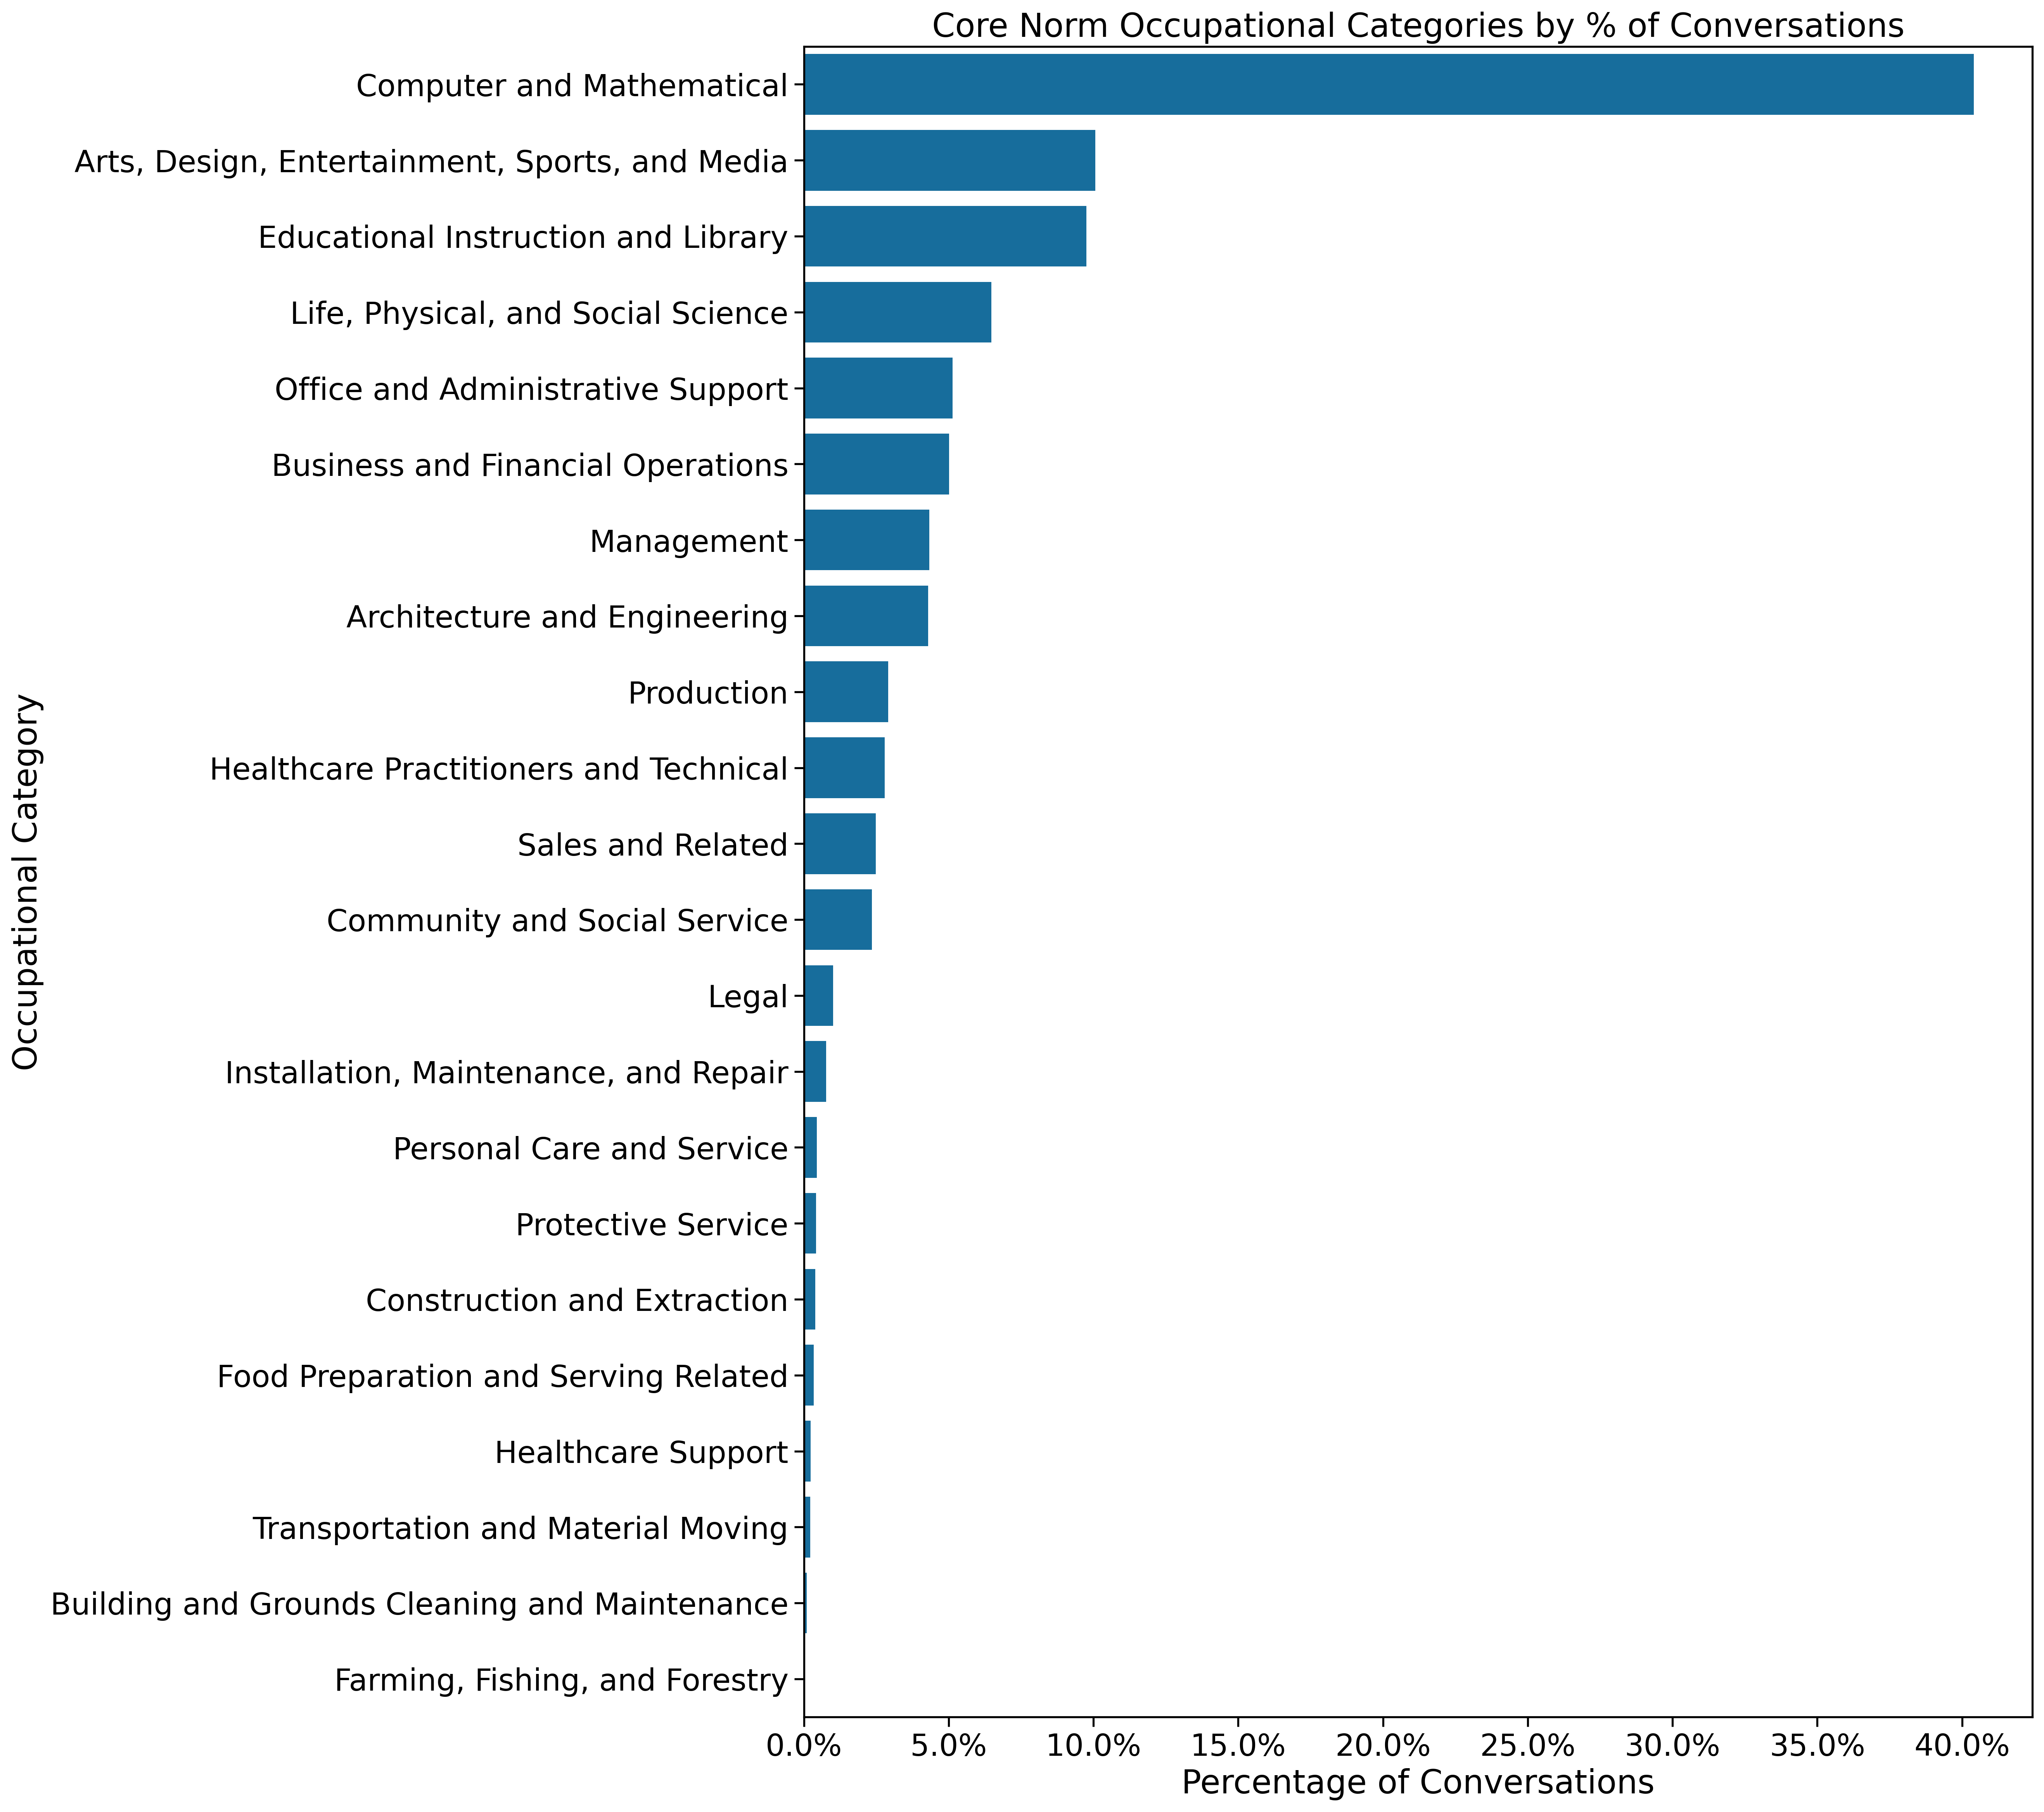 Core Norm Occupational Categories by % of Conversations
Occupational Category
Computer and Mathematical
Arts, Design, Entertainment, Sports, and Media
Educational Instruction and Library
Life, Physical, and Social Science
Office and Administrative Support
Business and Financial Operations
Management
Architecture and Engineering
Production
Healthcare Practitioners and Technical
Sales and Related
Community and Social Service
Legal
Installation, Maintenance, and Repair
Personal Care and Service
Protective Service
Construction and Extraction
Food Preparation and Serving Related
Healthcare Support
Transportation and Material Moving
Building and Grounds Cleaning and Maintenance
Farming, Fishing, and Forestry
0.0% 5.0% 10.0% 15.0% 20.0% 25.0% 30.0% 35.0% 40.0%
Percentage of Conversations